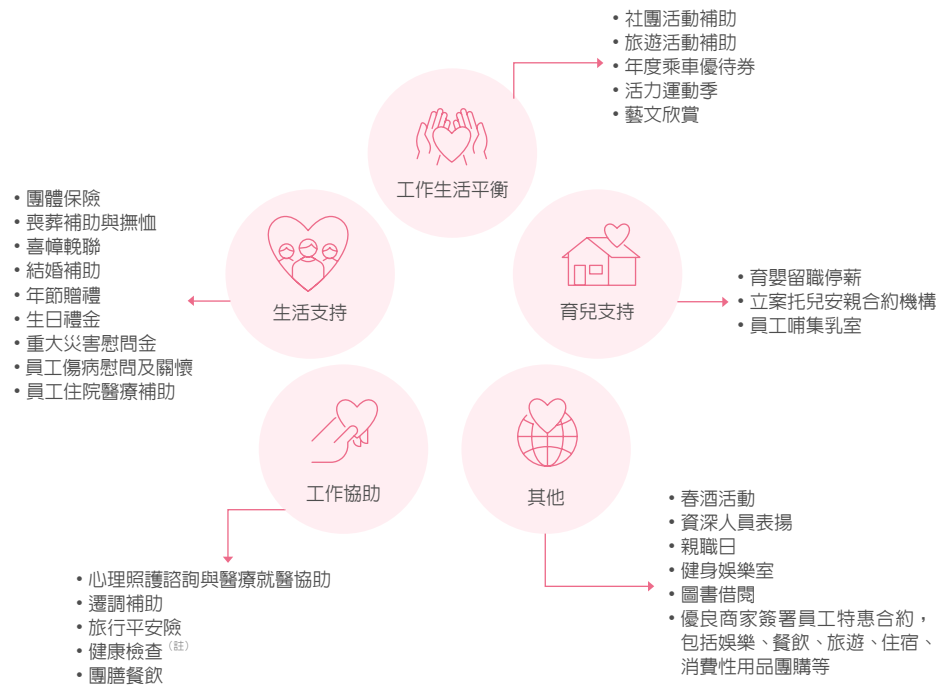 • 社團活動補助
• 旅遊活動補助
• 年度乘車優待券
• 活力運動季
• 藝文欣賞
工作生活平衡
• 團體保險
• 喪葬補助與撫恤
• 喜幛輓聯
• 結婚補助
• 年節贈禮
• 生日禮金
• 重大災害慰問金
• 員工傷病慰問及關懷
• 員工住院醫療補助
生活支持
育兒支持
• 育嬰留職停薪
• 立案托兒安親合約機構
• 員工哺集乳室
工作協助
其他
• 心理照護諮詢與醫療就醫協助
• 遷調補助
• 旅行平安險
• 健康檢查（註）
• 團膳餐飲
• 春酒活動
• 資深人員表揚
• 親職日
• 健身娛樂室
• 圖書借閱
• 優良商家簽署員工特惠合約，
包括娛樂、餐飲、旅遊、住宿、
消費性用品團購等